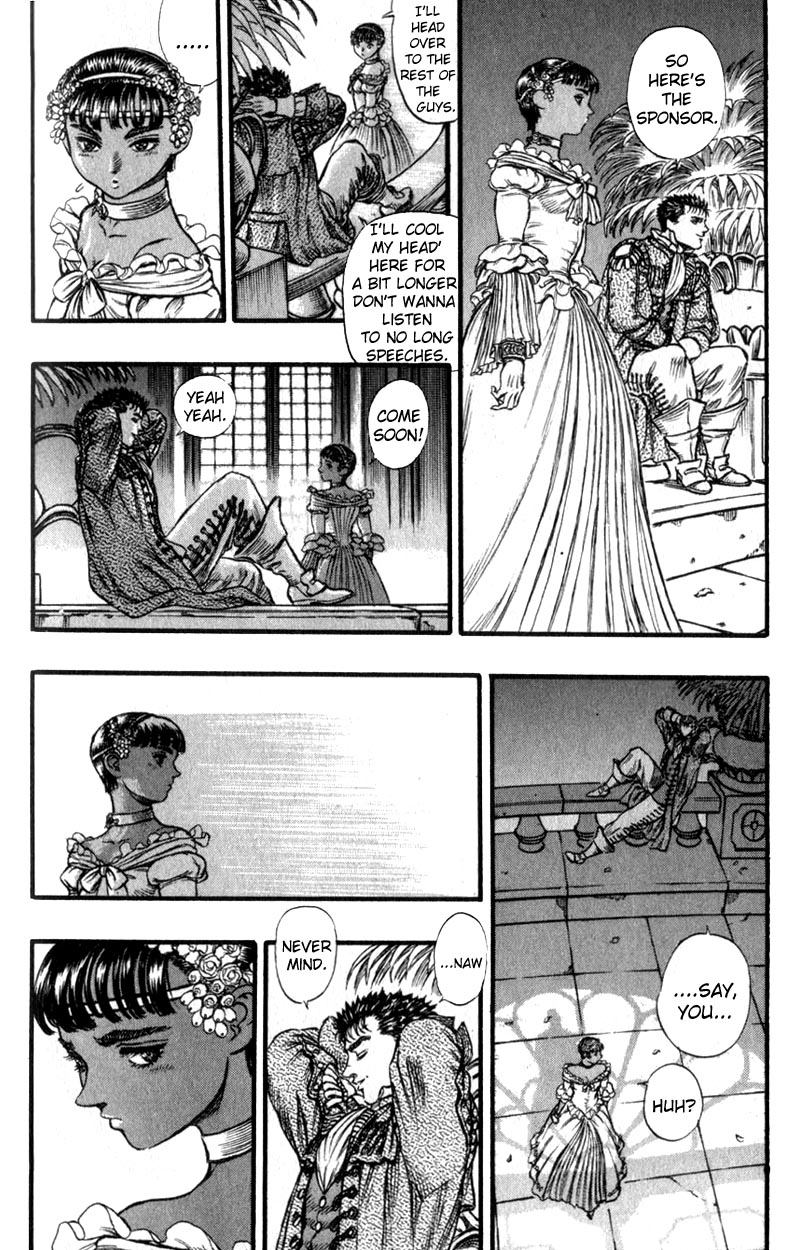 SO
HERE'S
THE
SPONSOR.
I'LL
HEAD
OVER
TO THE
REST OF
THE
GUYS.
I'LL COOL
MY HEAD'
HERE FOR
A BIT LONGER
DON'T WANNA
LISTEN
TO NO LONG
SPEECHES.
.....
COME
SOON!
YEAH
YEAH.
....SAY,
YOU...
HUH?
...NAW
NEVER
MIND.